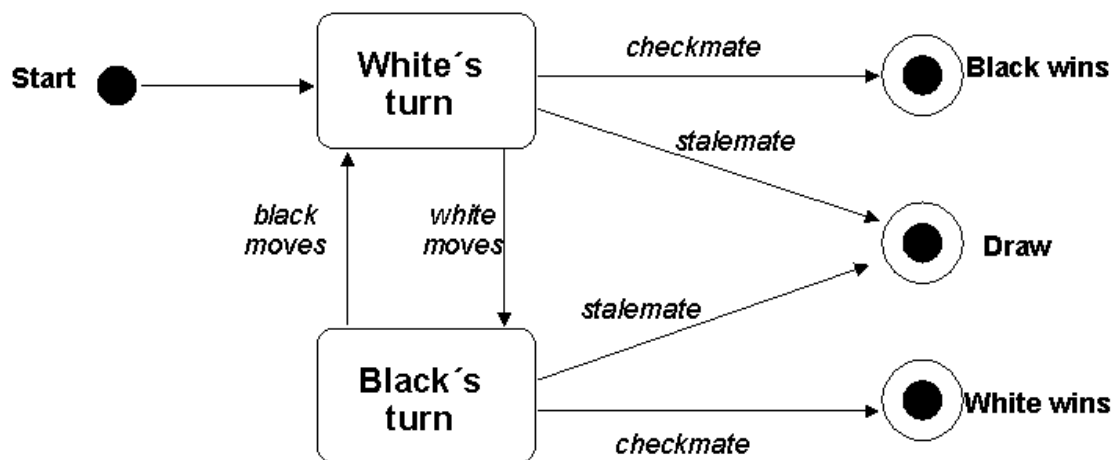 Start
White´s
turn
checkmate
Black wins
stalemate
black
moves
white
moves
Draw
stalemate
Black´s
turn
White wins
checkmate